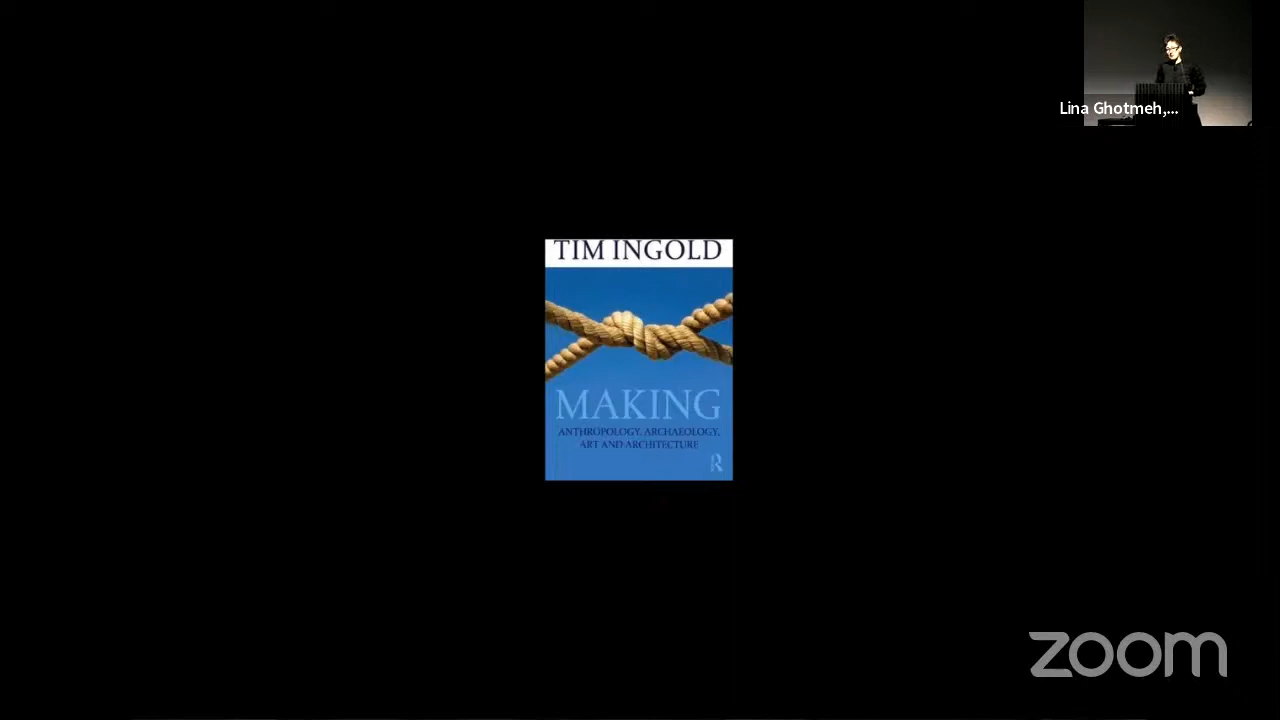 Lina Ghotmeh,...
TIM INGOLD
MAKING
ANTHROPOLOGY, ARCHAEOLOGY,
ART AND ARCHITECTURE
R
zoom